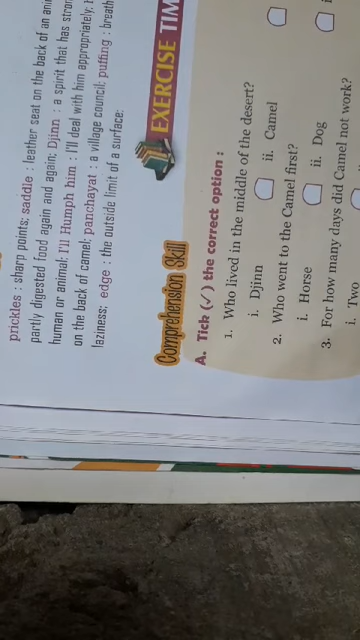 prickles : sharp points; saddle : leather seat on the back of an
partly digested food again and again; Djinn : a spirit that has
human or animal; I'll Humph him : I'll deal with him appropriately;
on the back of camel; panchayat : a village council; puffing :
laziness; edge : the outside limit of a surface:
EXERCISE
Comprehension Skill
A. Tick (✓) the correct option :
1. Who lived in the middle of the desert?
i. Djinn ii. Camel
2. Who went to the Camel first?
i. Horse ii. Dog
3. For how many days did Camel not work?
i. Two